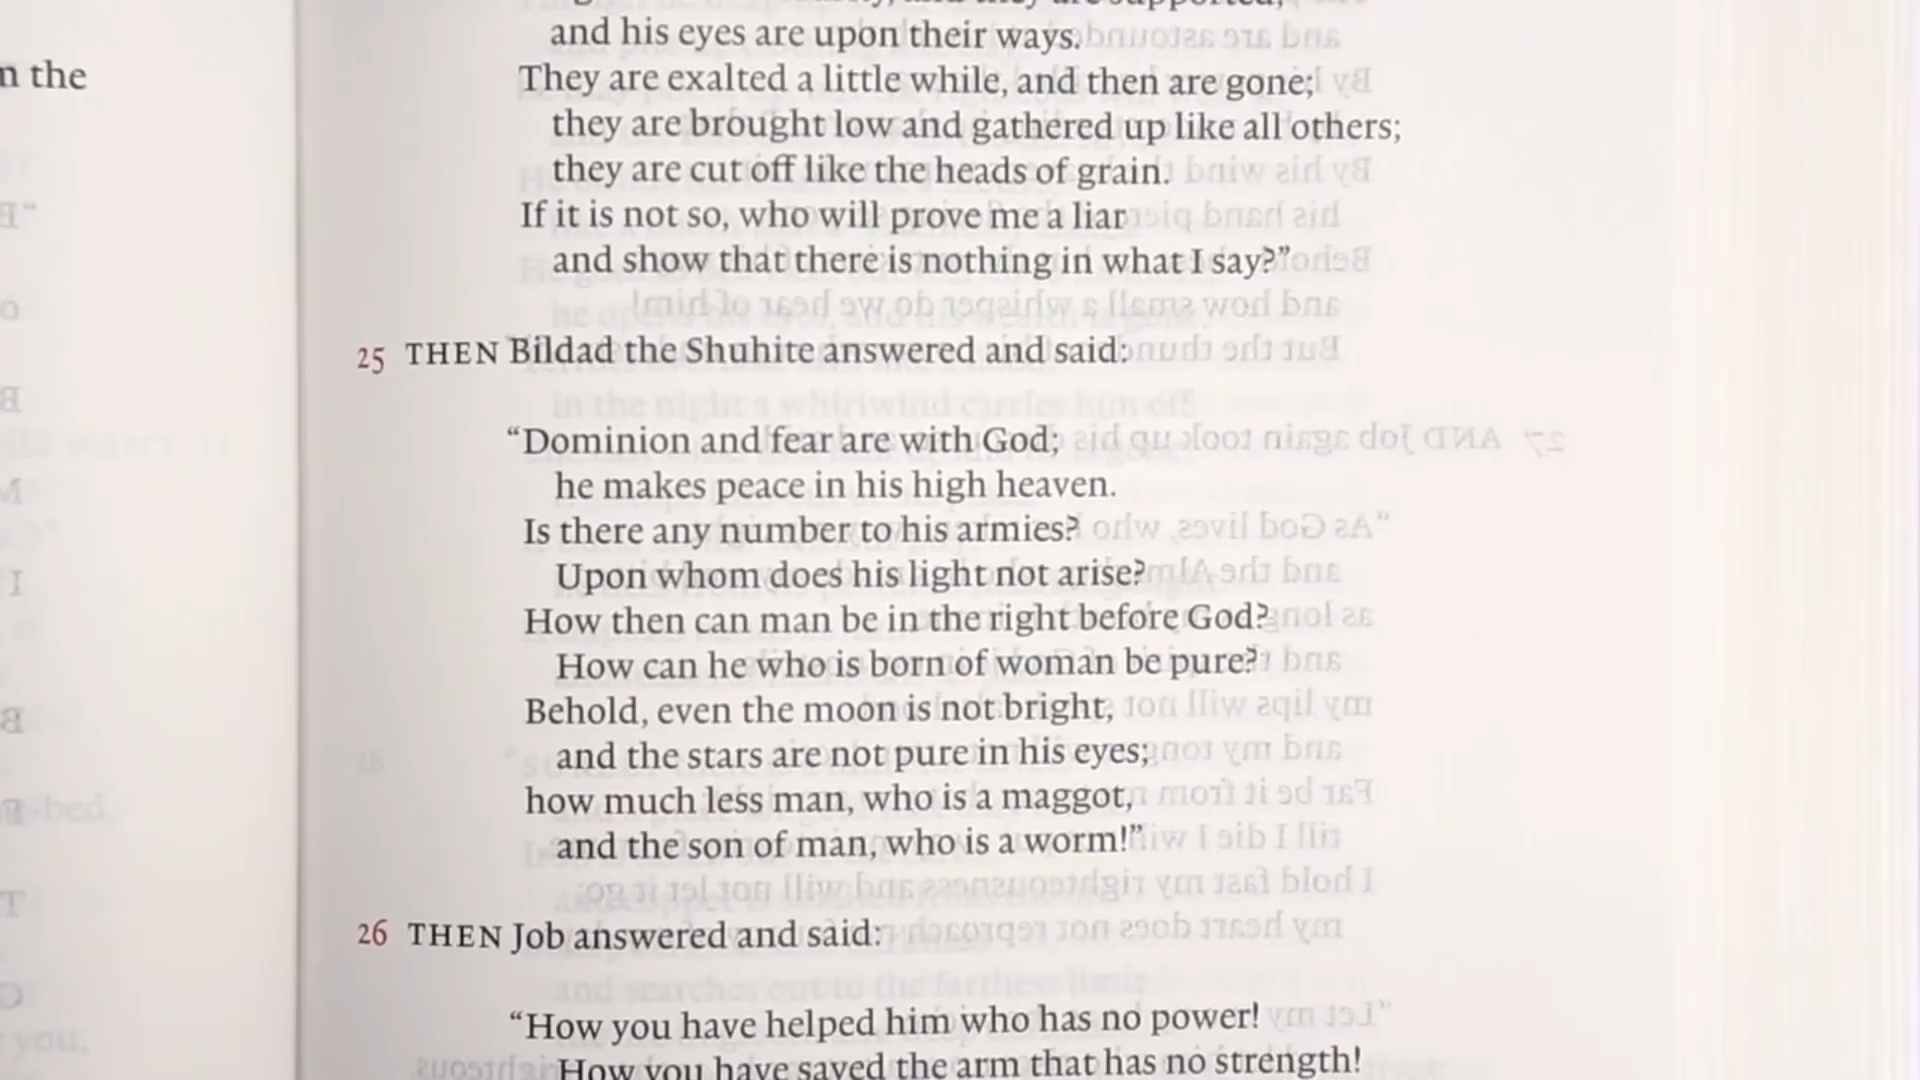 n the
and his eyes are upon their ways.
They are exalted a little while, and then are gone;
they are brought low and gathered up like all others;
they are cut off like the heads of grain.
If it is not so, who will prove me a liar
and show that there is nothing in what I say?”
25 THEN Bildad the Shuhite answered and said:
“Dominion and fear are with God;
he makes peace in his high heaven.
Is there any number to his armies?
Upon whom does his light not arise?
How then can man be in the right before God?
How can he who is born of woman be pure?
Behold, even the moon is not bright,
and the stars are not pure in his eyes;
how much less man, who is a maggot,
and the son of man, who is a worm!”
26 THEN Job answered and said:
“How you have helped him who has no power!
How you have saved the arm that has no strength!